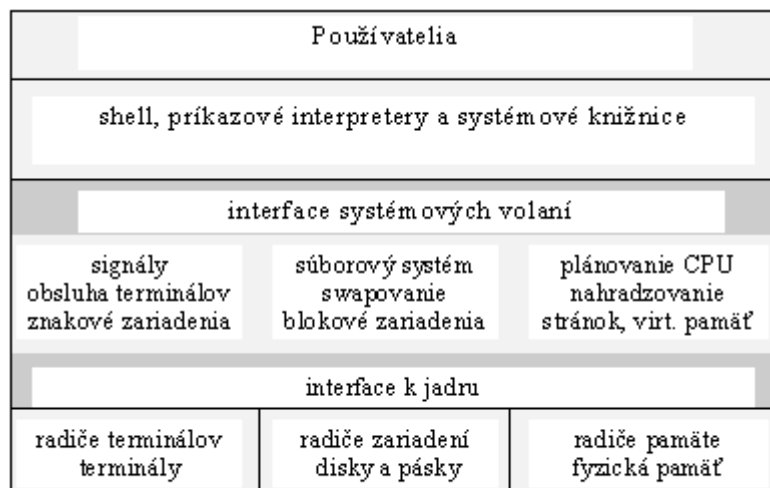 Používatelia
shell, príkazové interpretery a systémové knižnice
interface systémových volaní
signály
obsluha terminálov
znakové zariadenia
súborový systém
swapovanie
blokové zariadenia
plánovanie CPU
nahradzovanie
stránok, virt. pamäť
interface k jadru
radiče terminálov
terminály
radiče zariadení
disky a pásky
radiče pamäte
fyzická pamäť